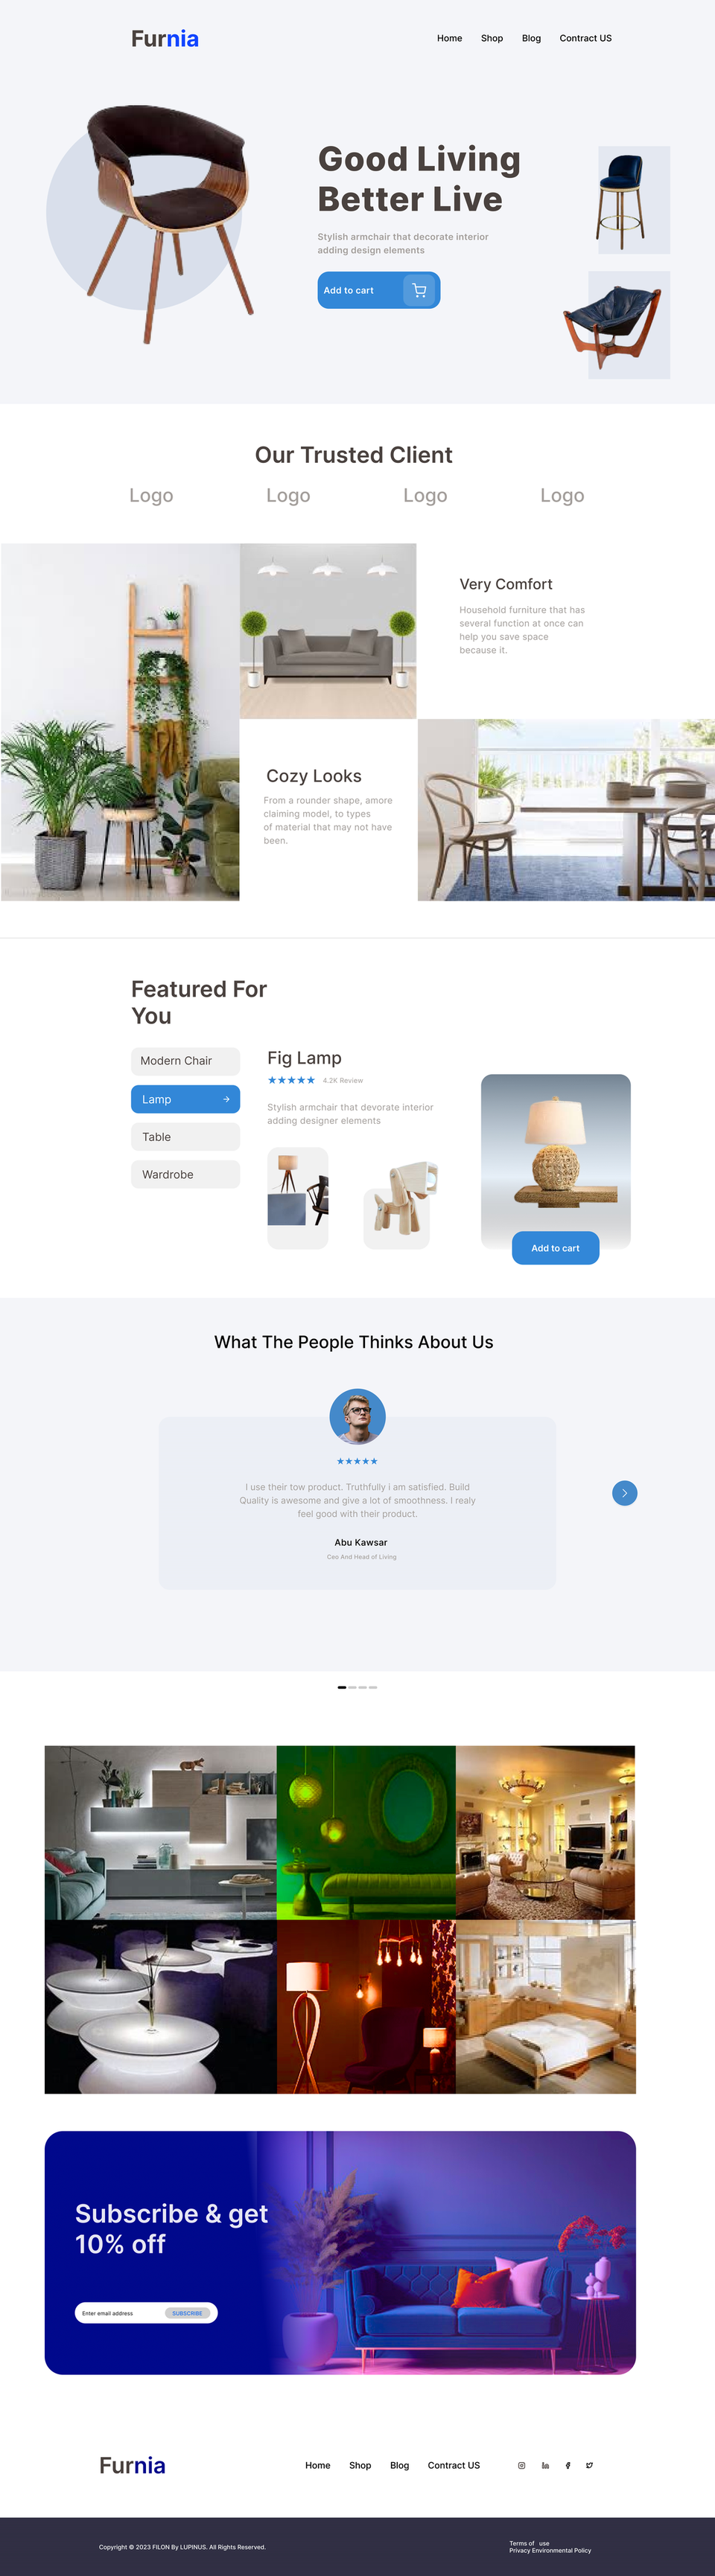 Furnia
Home Shop Blog Contract US
Good Living
Better Live
Stylish armchair that decorate interior
adding design elements
Add to cart
Our Trusted Client
Logo Logo Logo Logo
Very Comfort
Household furniture that has
several function at once can
help you save space
because it.
Cozy Looks
From a rounder shape, amore
claiming model, to types
of material that may not have
been.
Featured For
You
Modern Chair
Lamp
Table
Wardrobe
Fig Lamp
4.2K Review
Stylish armchair that devorate interior
adding designer elements
Add to cart
What The People Thinks About Us
I use their tow product. Truthfully i am satisfied. Build
Quality is awesome and give a lot of smoothness. I realy
feel good with their product.
Abu Kawsar
Ceo And Head of Living
Subscribe & get
10% off
Enter email address SUBSCRIBE
Furnia
Home Shop Blog Contract US
Copyright © 2023 FILON By LUPINUS. All Rights Reserved.
Terms of use
Privacy Environmental Policy